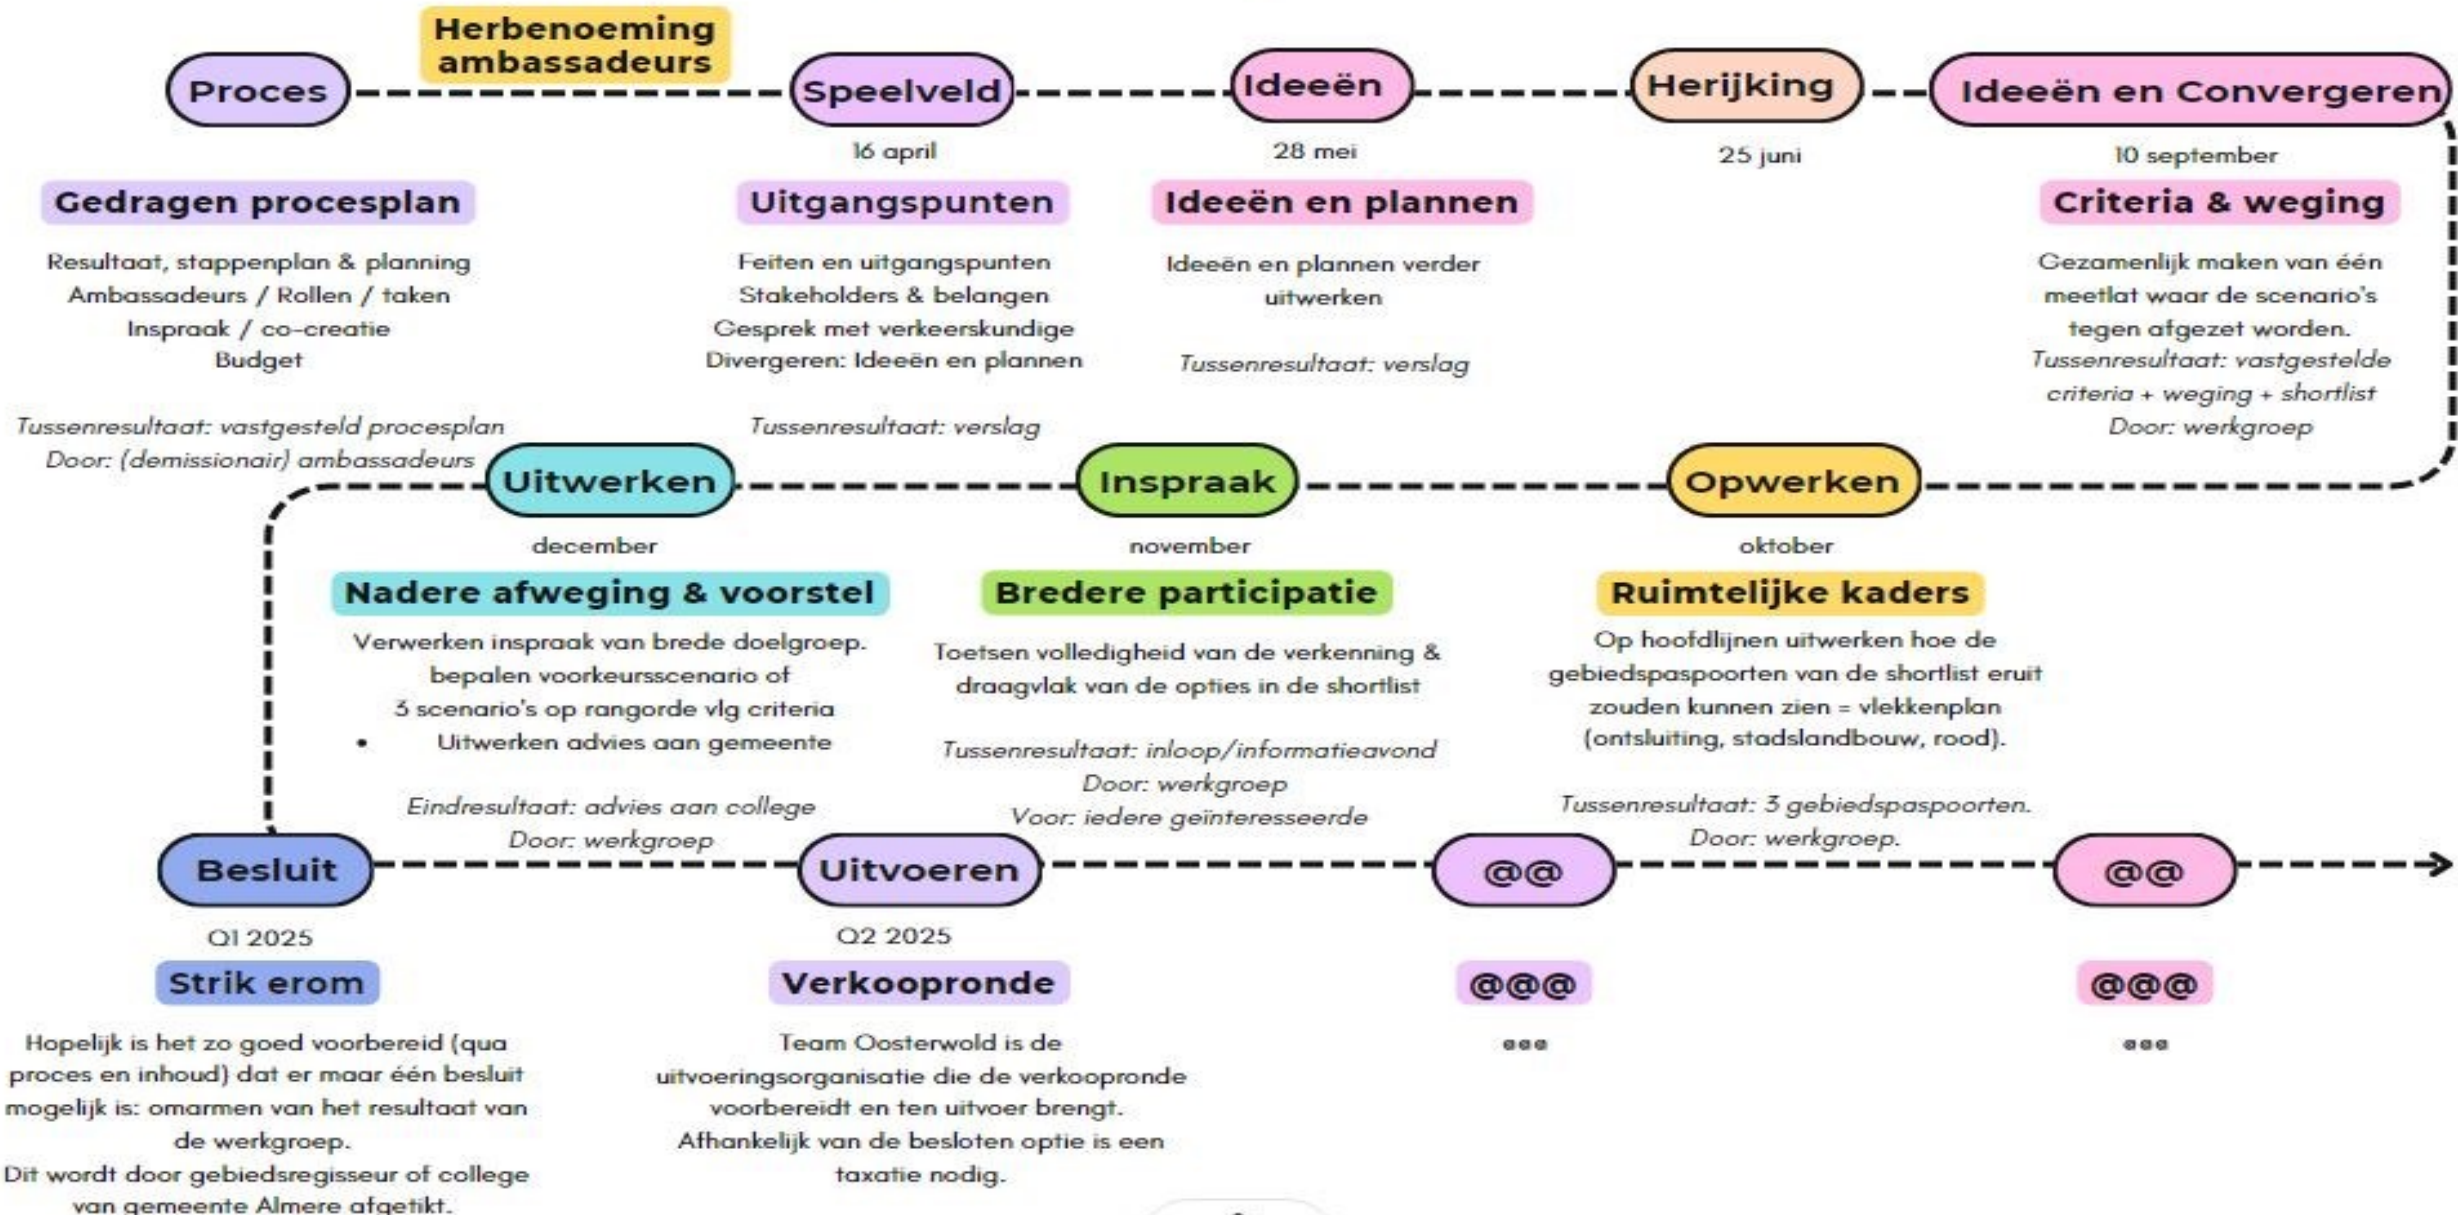 Herbenoeming
ambassadeurs
Proces
Speelveld
Ideeën
Herijking
Ideeën en Convergeren
16 april
28 mei
25 juni
10 september
Gedragen procesplan
Resultaat, stappenplan & planning
Ambassadeurs / Rollen / taken
Inspraak / co-creatie
Budget
Tussenresultaat: vastgesteld procesplan
Door: (demissionair) ambassadeurs
Uitgangspunten
Feiten en uitgangspunten
Stakeholders & belangen
Gesprek met verkeerskundige
Divergeren: Ideeën en plannen
Tussenresultaat: verslag
Ideeën en plannen
Ideeën en plannen verder
uitwerken
Tussenresultaat: verslag
Criteria & weging
Gezamenlijk maken van één
meetlat waar de scenario's
tegen afgezet worden.
Tussenresultaat: vastgestelde
criteria + weging + shortlist
Door: werkgroep
Uitwerken
december
Nadere afweging & voorstel
Verwerken inspraak van brede doelgroep.
bepalen voorkeursscenario of
3 scenario's op rangorde vlg criteria
• Uitwerken advies aan gemeente
Eindresultaat: advies aan college
Door: werkgroep
Inspraak
november
Bredere participatie
Toetsen volledigheid van de verkenning &
draagvlak van de opties in de shortlist
Tussenresultaat: inloop/informatieavond
Door: werkgroep
Voor: iedere geïnteresseerde
Opwerken
oktober
Ruimtelijke kaders
Op hoofdlijnen uitwerken hoe de
gebiedspaspoorten van de shortlist eruit
zouden kunnen zien = vlekkenplan
(ontsluiting, stadslandbouw, rood).
Tussenresultaat: 3 gebiedspaspoorten.
Door: werkgroep.
Besluit
Q1 2025
Strik erom
Hopelijk is het zo goed voorbereid (qua
proces en inhoud) dat er maar één besluit
mogelijk is: omarmen van het resultaat van
de werkgroep.
Dit wordt door gebiedsregisseur of college
van gemeente Almere afgetikt.
Uitvoeren
Q2 2025
Verkoopronde
Team Oosterwold is de
uitvoeringsorganisatie die de verkoopronde
voorbereidt en ten uitvoer brengt.
Afhankelijk van de besloten optie is een
taxatie nodig.
@@
@@@
@@@
@@
@@@
@@@